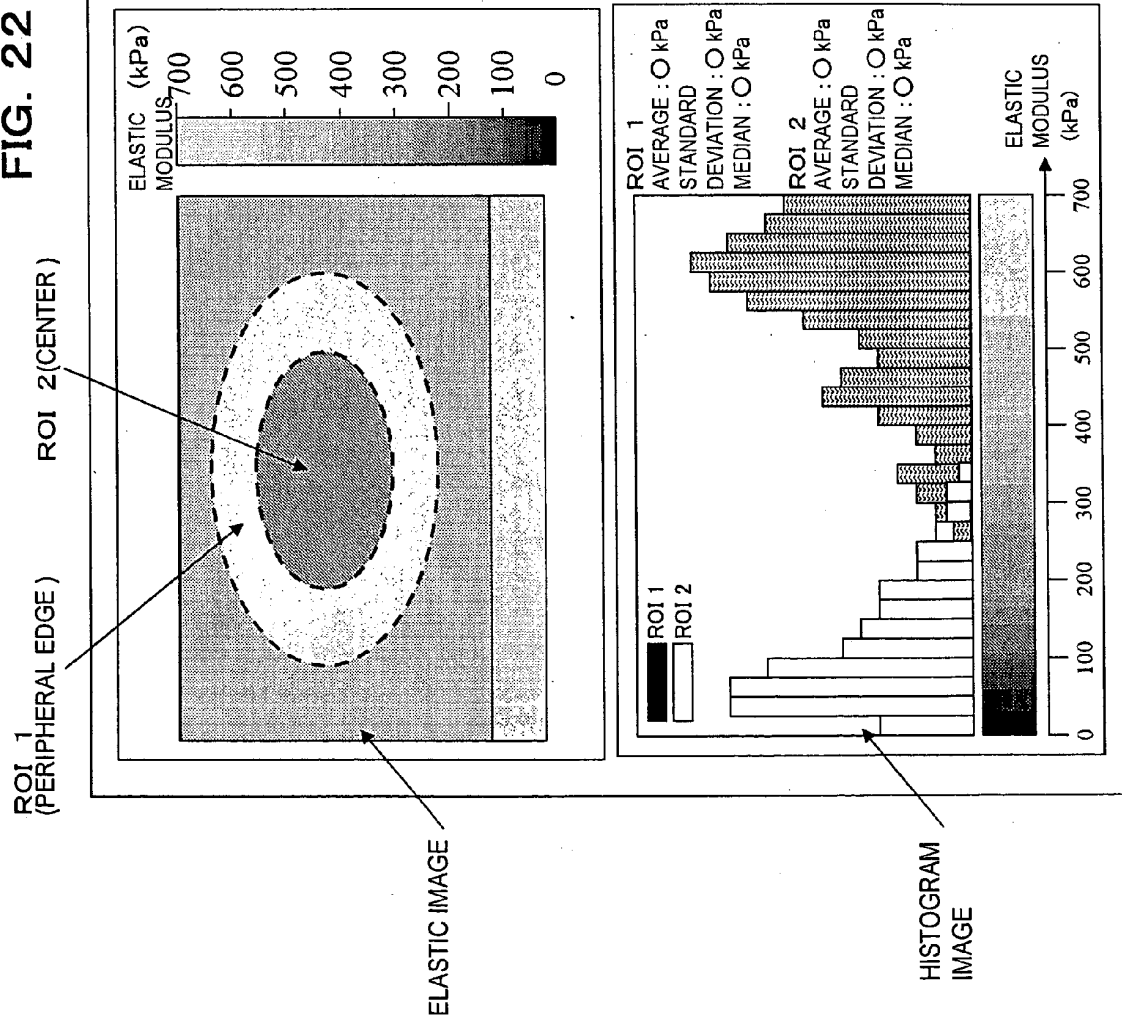 FIG. 22
ROI 1
(PERIPHERAL EDGE)
ROI 2(CENTER)
ELASTIC IMAGE
ELASTIC
MODULUS
(kPa)
700
600
500
400
300
200
100
0
HISTOGRAM
IMAGE
ROI 1
ROI 2
ROI 1
AVERAGE : O kPa
STANDARD
DEVIATION : O kPa
MEDIAN : O kPa
ROI 2
AVERAGE : O kPa
STANDARD
DEVIATION : O kPa
MEDIAN : O kPa
0
100
200
300
400
500
600
700
ELASTIC
MODULUS
(kPa)